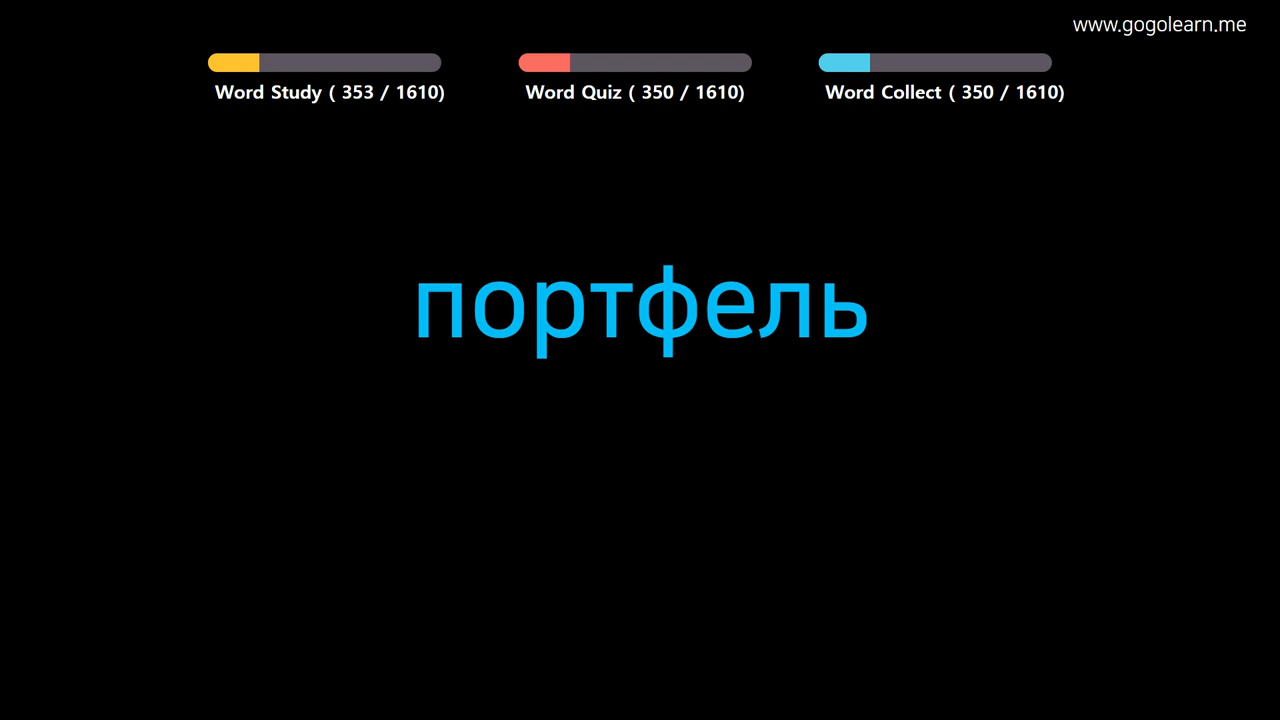 www.gogolearn.me
Word Study ( 353 / 1610)
Word Quiz ( 350 / 1610)
Word Collect ( 350 / 1610)
портфель